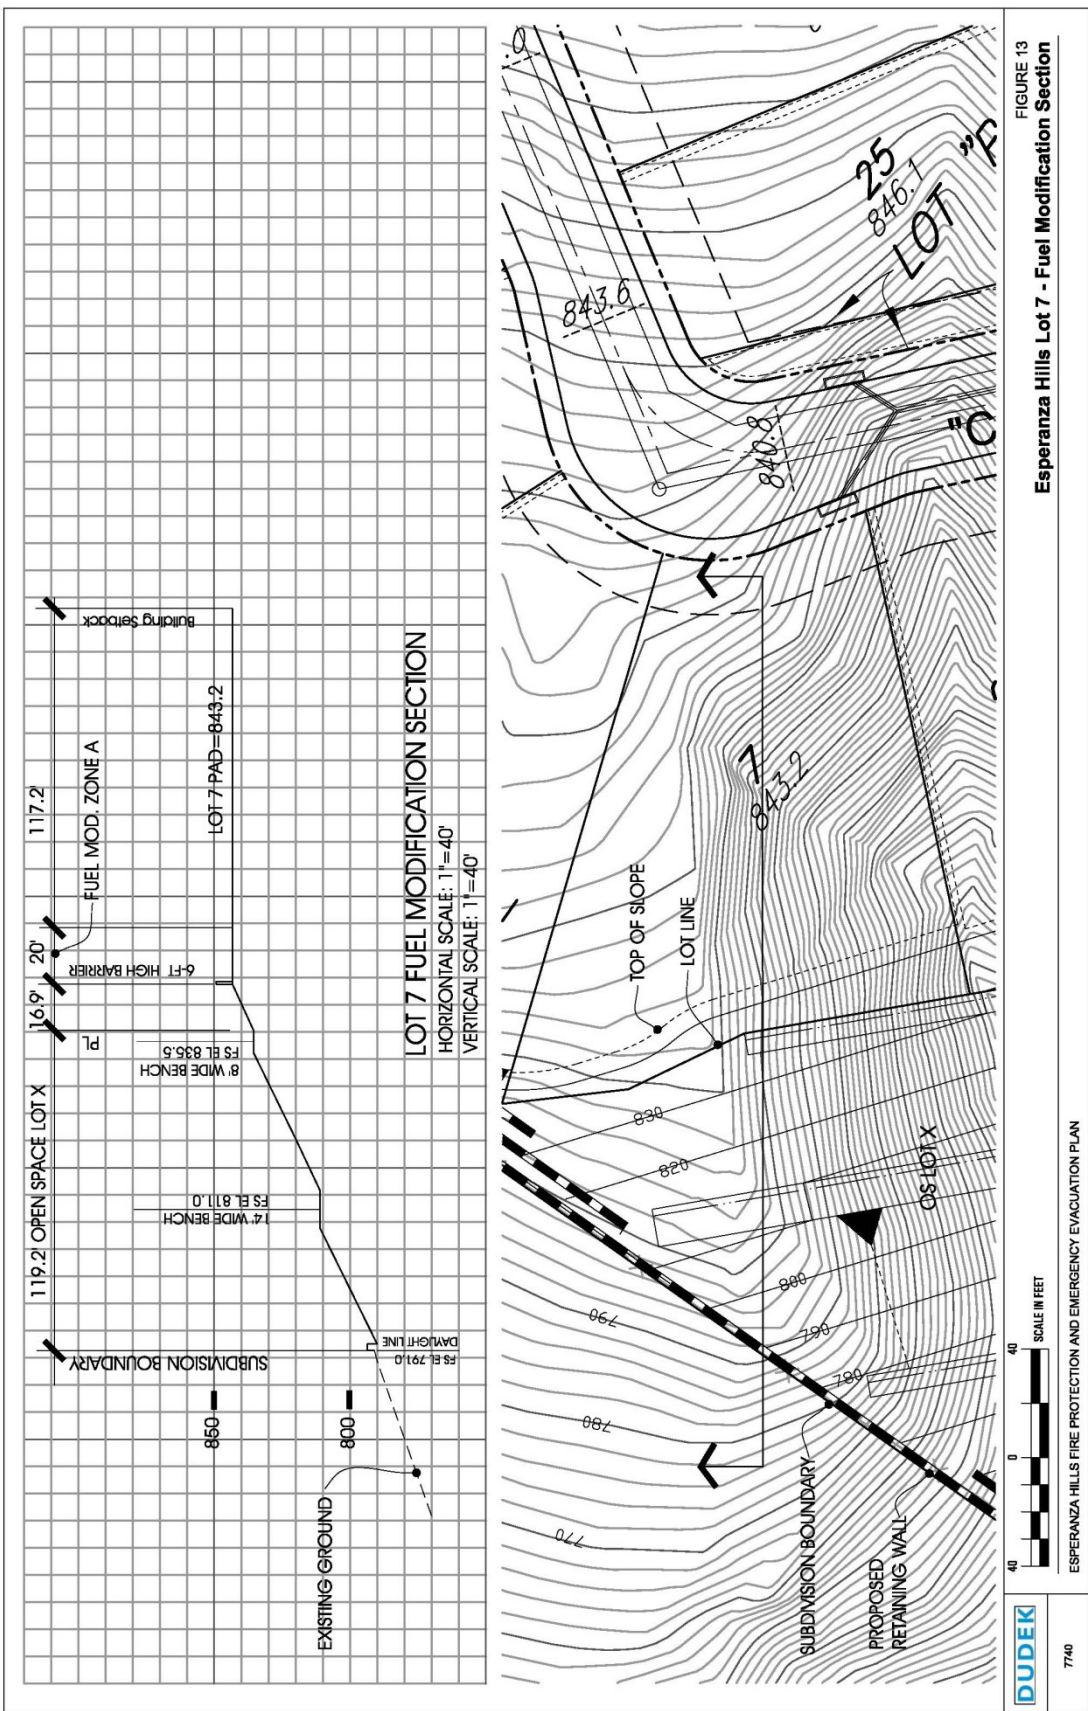 119.2' OPEN SPACE LOT X
16.9'
20'
117.2
FUEL MOD. ZONE A
SUBDIVISION BOUNDARY
PL
6-FT HIGH BARRIER
Building Setback
14' WIDE BENCH
FS EL 811.0
8' WIDE BENCH
FS EL 835.5
LOT 7 PAD=843.2
DAYLIGHT LINE
FS EL 791.0
850
800
EXISTING GROUND
LOT 7 FUEL MODIFICATION SECTION
HORIZONTAL SCALE: 1"=40'
VERTICAL SCALE: 1"=40'
843.6
840.8
25
846.1
LOT "F
"C
7
843.2
TOP OF SLOPE
LOT LINE
830
820
800
790
780
790
780
770
OS LOT X
SUBDIVISION BOUNDARY
PROPOSED
RETAINING WALL
DUDEK
7740
40 0 40
SCALE IN FEET
ESPERANZA HILLS FIRE PROTECTION AND EMERGENCY EVACUATION PLAN
FIGURE 13
Esperanza Hills Lot 7 - Fuel Modification Section